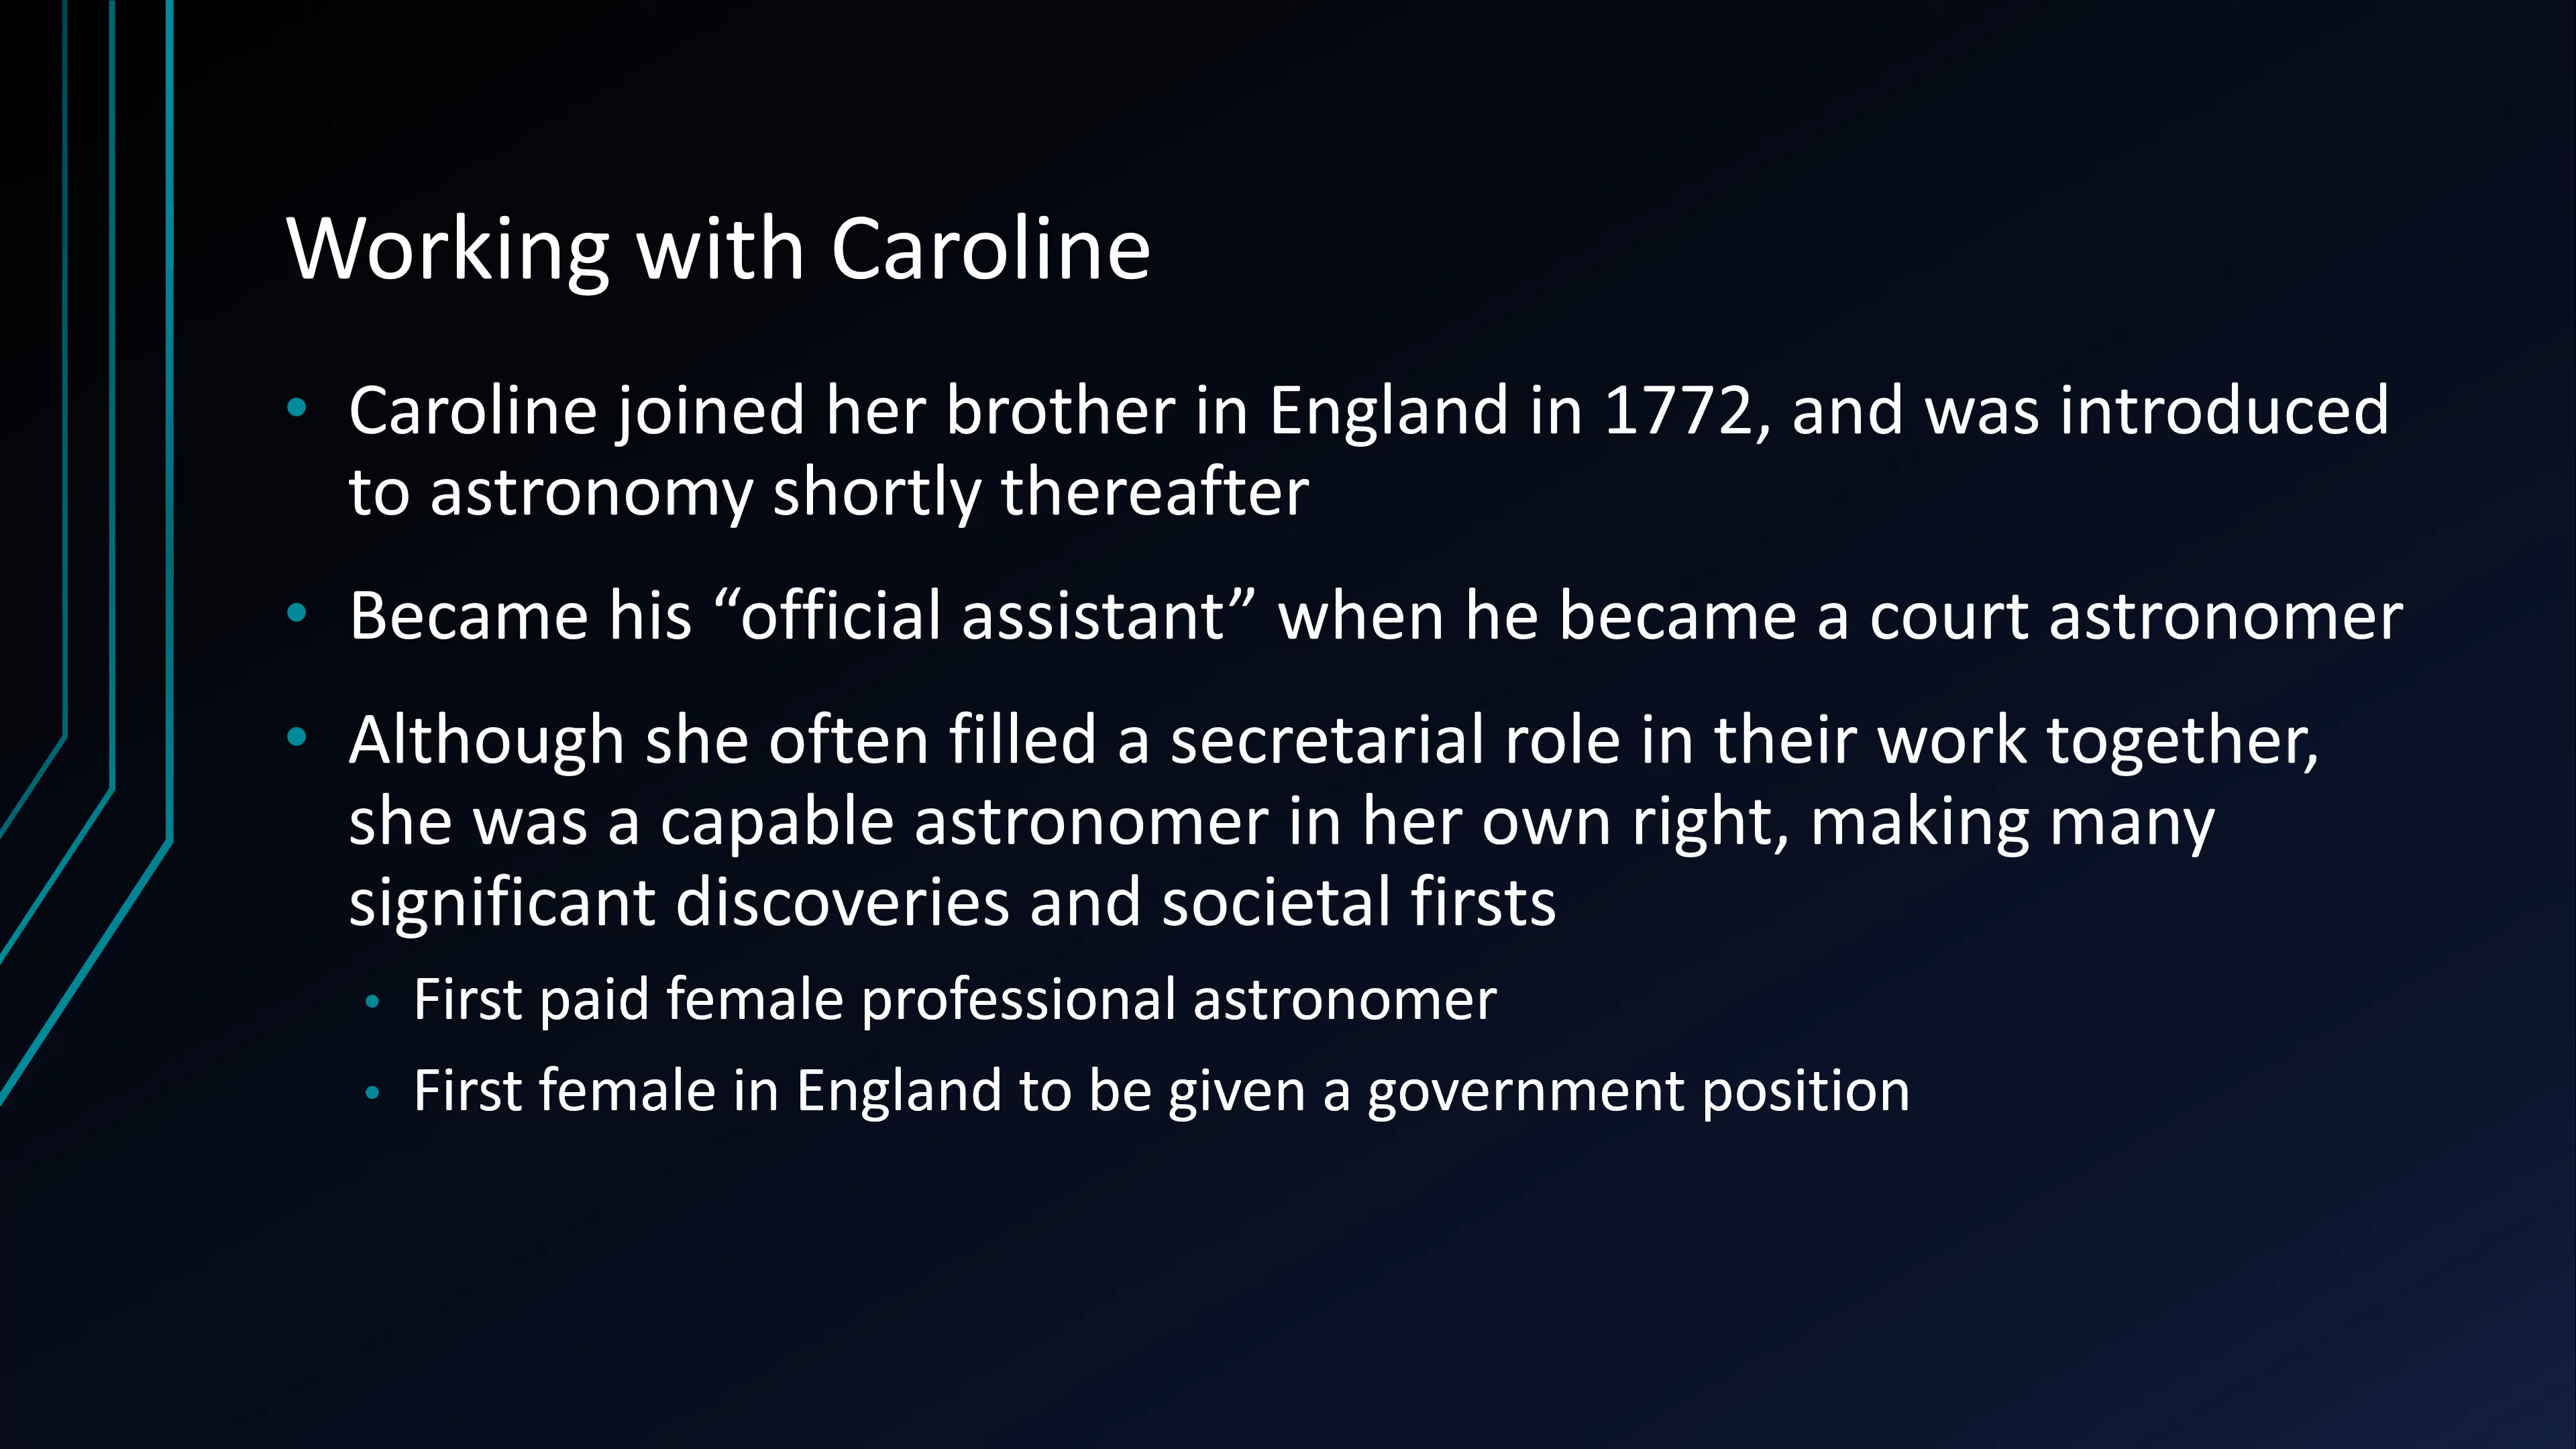 Working with Caroline
• Caroline joined her brother in England in 1772, and was introduced
to astronomy shortly thereafter
• Became his “official assistant” when he became a court astronomer
• Although she often filled a secretarial role in their work together,
she was a capable astronomer in her own right, making many
significant discoveries and societal firsts
• First paid female professional astronomer
• First female in England to be given a government position